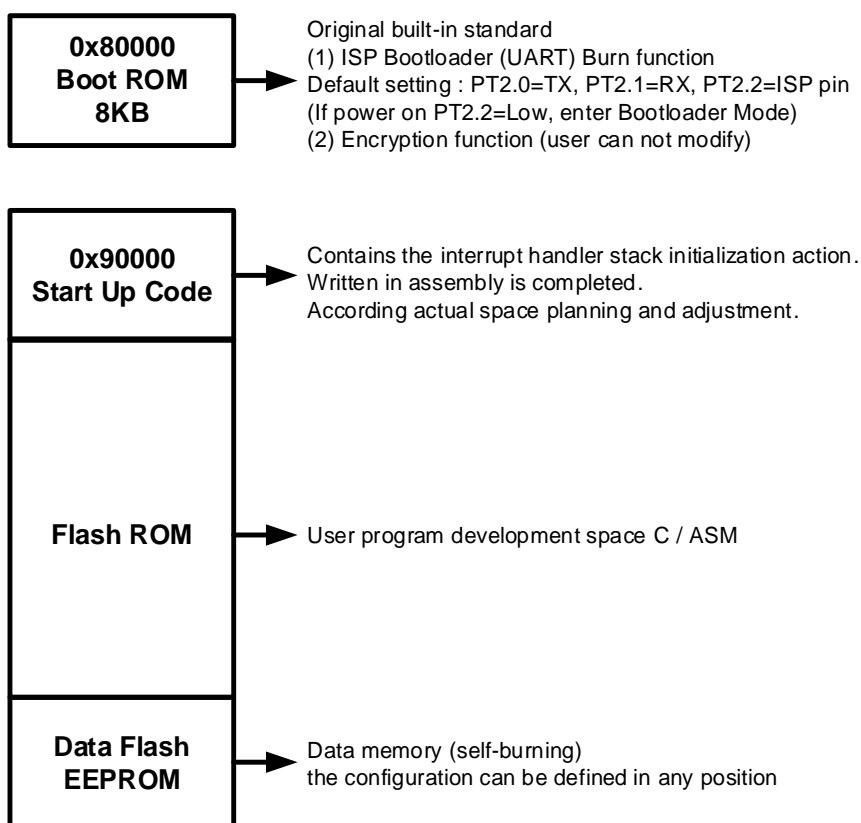 0x80000
Boot ROM
8KB
Original built-in standard
(1) ISP Bootloader (UART) Burn function
Default setting : PT2.0=TX, PT2.1=RX, PT2.2=ISP pin
(If power on PT2.2=Low, enter Bootloader Mode)
(2) Encryption function (user can not modify)
0x90000
Start Up Code
Contains the interrupt handler stack initialization action.
Written in assembly is completed.
According actual space planning and adjustment.
Flash ROM
User program development space C / ASM
Data Flash
EEPROM
Data memory (self-burning)
the configuration can be defined in any position